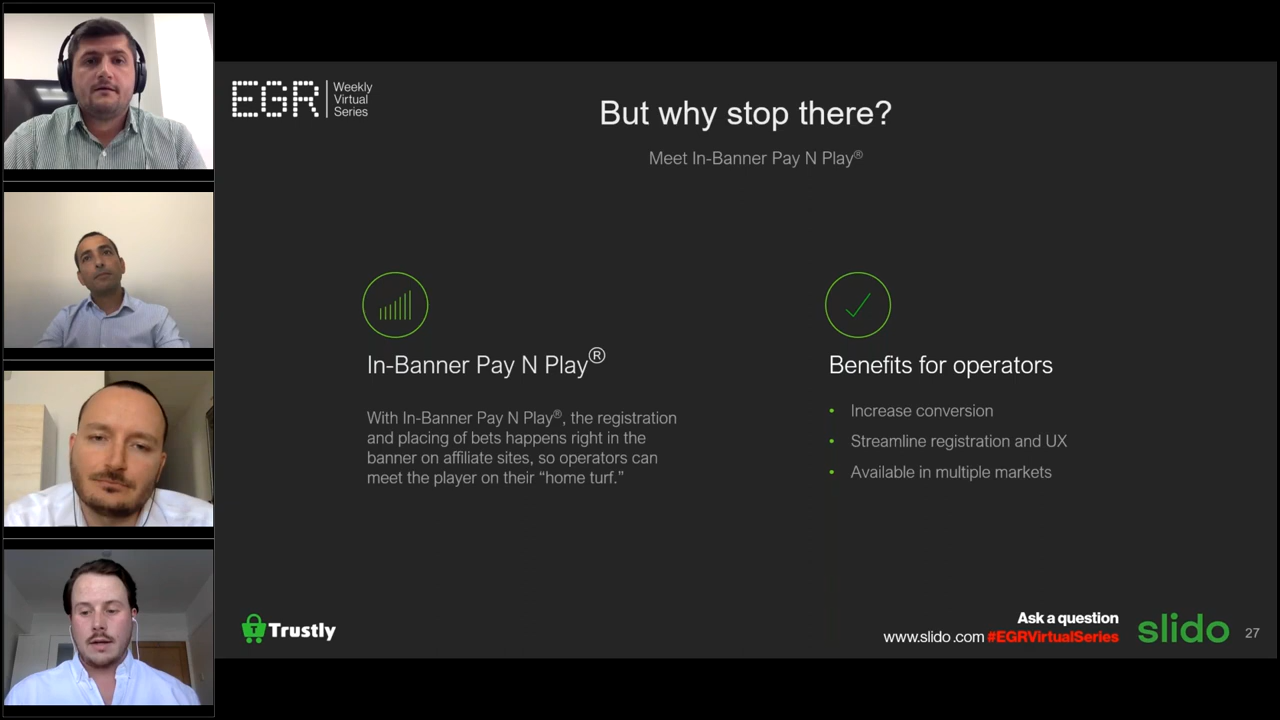 EGR
Weekly
Virtual
Series
But why stop there?
Meet In-Banner Pay N Play®
In-Banner Pay N Play®
With In-Banner Pay N Play®, the registration
and placing of bets happens right in the
banner on affiliate sites, so operators can
meet the player on their “home turf.”
Benefits for operators
• Increase conversion
• Streamline registration and UX
• Available in multiple markets
Trustly
Ask a question
www.slido .com #EGRVirtualSeries
slido
27